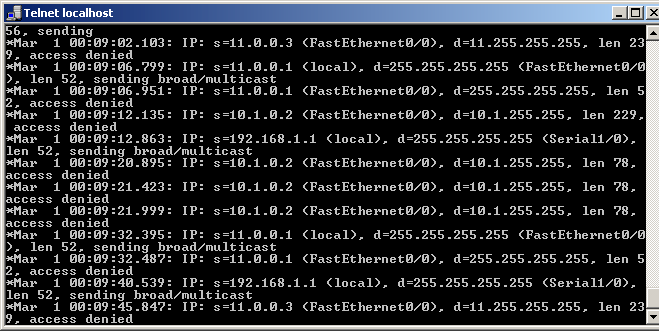 Telnet localhost
56, sending
*Mar  1 00:09:02.103: IP: s=11.0.0.3 (FastEthernet0/0), d=11.255.255.255, len 23
9, access denied
*Mar  1 00:09:06.799: IP: s=11.0.0.1 (local), d=255.255.255.255 (FastEthernet0/0
), len 52, sending broad/multicast
*Mar  1 00:09:06.951: IP: s=11.0.0.1 (FastEthernet0/0), d=255.255.255.255, len 5
2, access denied
*Mar  1 00:09:12.135: IP: s=10.1.0.2 (FastEthernet0/0), d=10.1.255.255, len 229,
 access denied
*Mar  1 00:09:12.863: IP: s=192.168.1.1 (local), d=255.255.255.255 (Serial1/0),
len 52, sending broad/multicast
*Mar  1 00:09:20.895: IP: s=10.1.0.2 (FastEthernet0/0), d=10.1.255.255, len 78,
access denied
*Mar  1 00:09:21.423: IP: s=10.1.0.2 (FastEthernet0/0), d=10.1.255.255, len 78,
access denied
*Mar  1 00:09:21.999: IP: s=10.1.0.2 (FastEthernet0/0), d=10.1.255.255, len 78,
access denied
*Mar  1 00:09:32.395: IP: s=11.0.0.1 (local), d=255.255.255.255 (FastEthernet0/0
), len 52, sending broad/multicast
*Mar  1 00:09:32.487: IP: s=11.0.0.1 (FastEthernet0/0), d=255.255.255.255, len 5
2, access denied
*Mar  1 00:09:40.539: IP: s=192.168.1.1 (local), d=255.255.255.255 (Serial1/0),
len 52, sending broad/multicast
*Mar  1 00:09:45.847: IP: s=11.0.0.3 (FastEthernet0/0), d=11.255.255.255, len 23
9, access denied